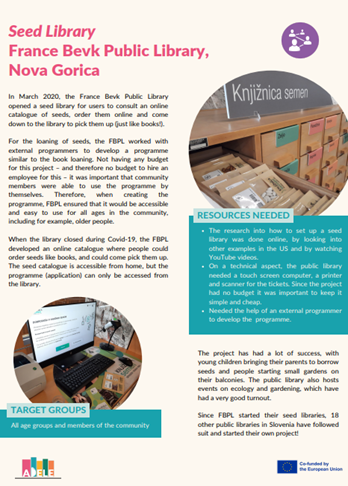 Seed Library
France Bevk Public Library,
Nova Gorica
In March 2020, the France Bevk Public Library
opened a seed library for users to consult an online
catalogue of seeds, order them online and come
down to the library to pick them up (just like books!).
For the loaning of seeds, the FBPL worked with
external programmers to develop a programme
similar to the book loaning. Not having any budget
for this project – and therefore no budget to hire an
employee for this – it was important that community
members were able to use the programme by
themselves. Therefore, when creating the
programme, FBPL ensured that it would be accessible
and easy to use for all ages in the community,
including for example, older people.
When the library closed during Covid-19, the FBPL
developed an online catalogue where people could
order seeds like books, and could come pick them up.
The seed catalogue is accessible from home, but the
programme (application) can only be accessed from
the library.
TARGET GROUPS
All age groups and members of the community
ADELE
Knjižnica semen
RESOURCES NEEDED
• The research into how to set up a seed
library was done online, by looking into
other examples in the US and by watching
YouTube videos.
• On a technical aspect, the public library
needed a touch screen computer, a printer
and scanner for the tickets. Since the project
had no budget it was important to keep it
simple and cheap.
• Needed the help of an external programmer
to develop the programme.
The project has had a lot of success, with
young children bringing their parents to borrow
seeds and people starting small gardens on
their balconies. The public library also hosts
events on ecology and gardening, which have
had a very good turnout.
Since FBPL started their seed libraries, 18
other public libraries in Slovenia have followed
suit and started their own project!
Co-funded by
the European Union